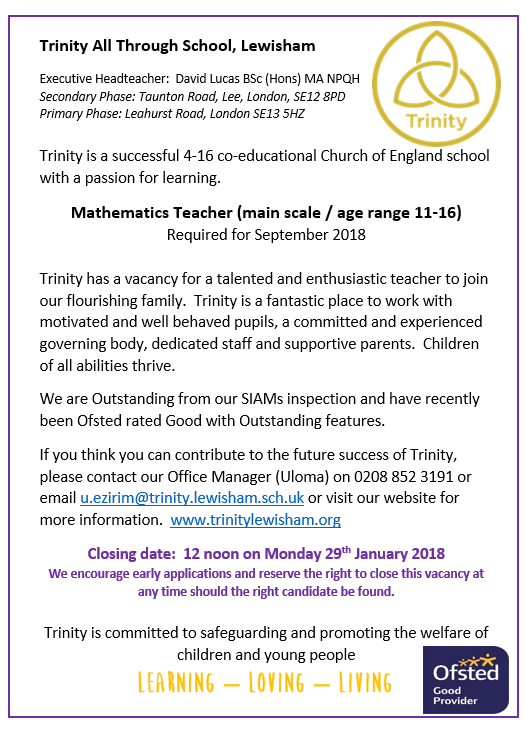 Trinity All Through School, Lewisham
Executive Headteacher:  David Lucas BSc (Hons) MA NPQH
Secondary Phase: Taunton Road, Lee, London, SE12 8PD
Primary Phase: Leahurst Road, London SE13 5HZ
Trinity
Trinity is a successful 4-16 co-educational Church of England school
with a passion for learning.
Mathematics Teacher (main scale / age range 11-16)
Required for September 2018
Trinity has a vacancy for a talented and enthusiastic teacher to join
our flourishing family.  Trinity is a fantastic place to work with
motivated and well behaved pupils, a committed and experienced
governing body, dedicated staff and supportive parents.  Children
of all abilities thrive.
We are Outstanding from our SIAMs inspection and have recently
been Ofsted rated Good with Outstanding features.
If you think you can contribute to the future success of Trinity,
please contact our Office Manager (Uloma) on 0208 852 3191 or
email u.ezirim@trinity.lewisham.sch.uk or visit our website for
more information.  www.trinitylewisham.org
Closing date:  12 noon on Monday 29th January 2018
We encourage early applications and reserve the right to close this vacancy at
any time should the right candidate be found.
Trinity is committed to safeguarding and promoting the welfare of
children and young people
LEARNING – LOVING – LIVING
Ofsted
Good
Provider